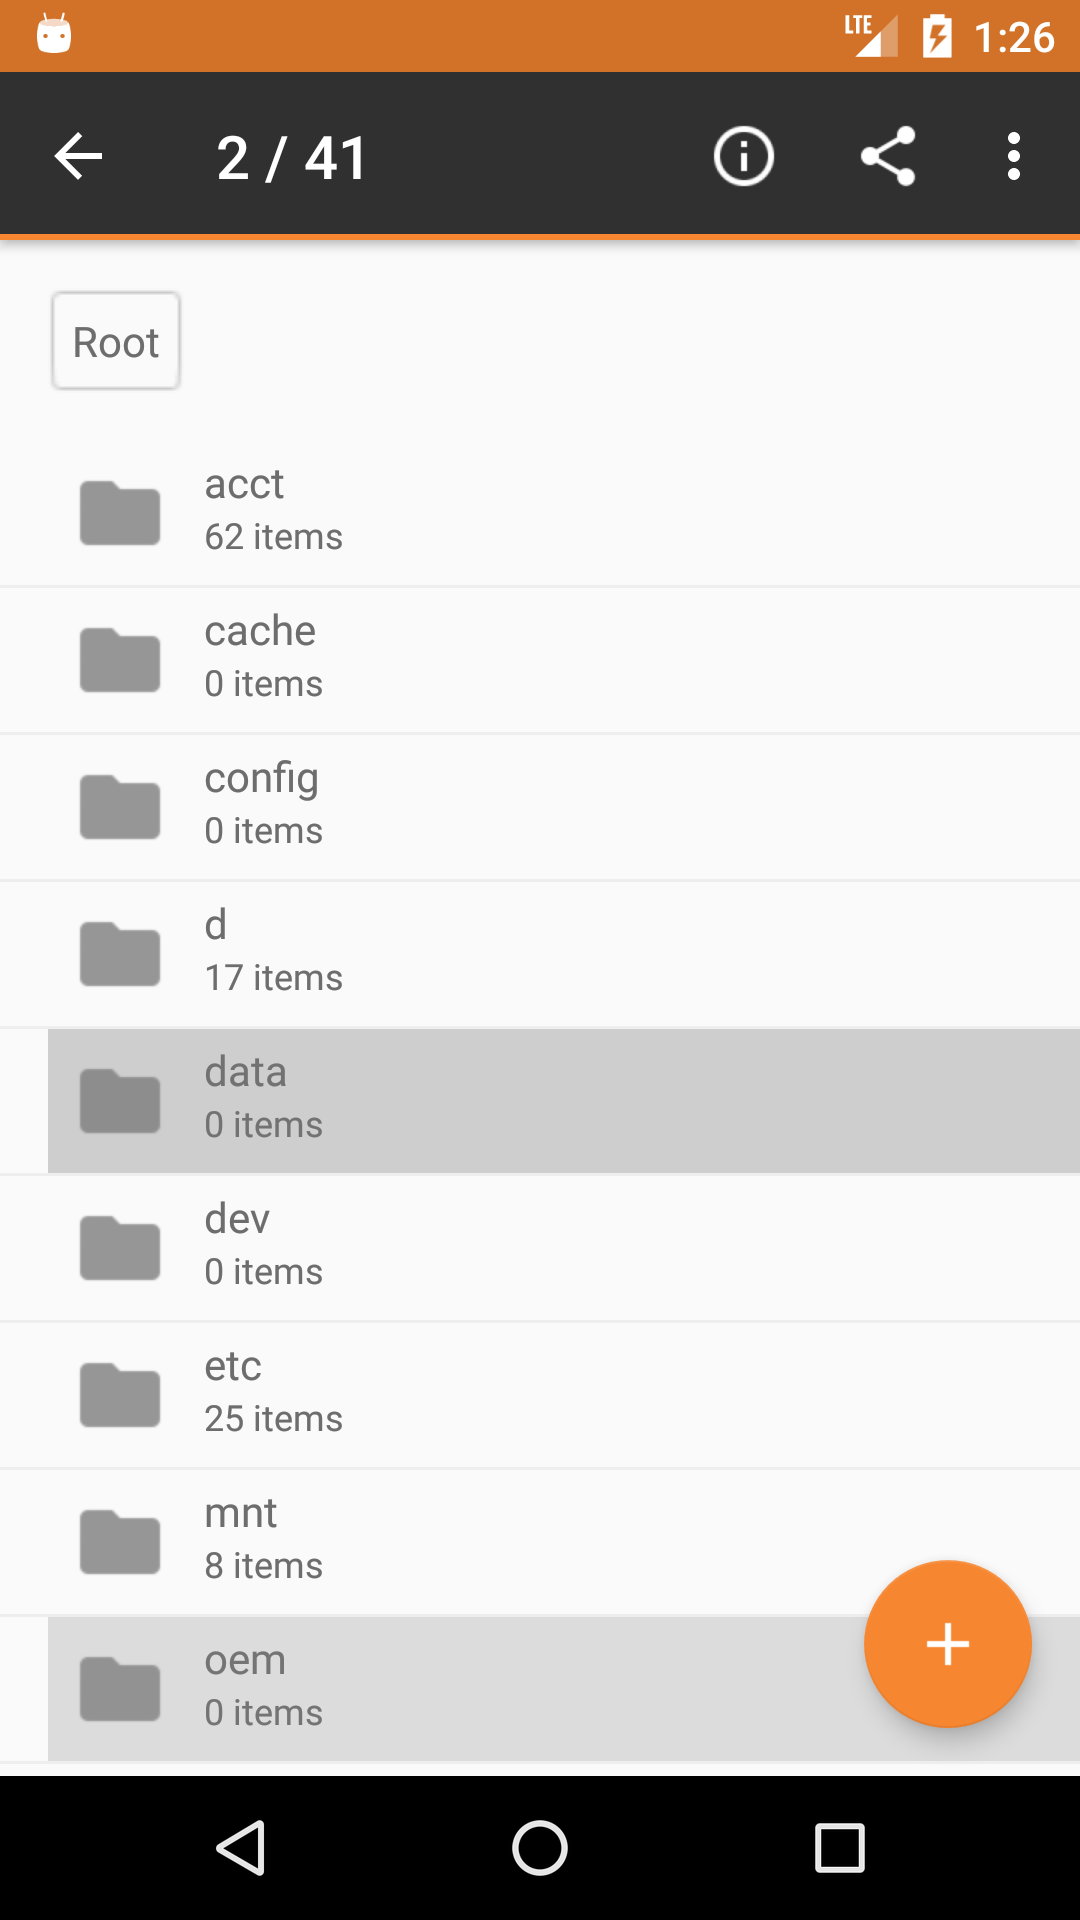 LTE 1:26
2 / 41
Root
acct
62 items
cache
0 items
config
0 items
d
17 items
data
0 items
dev
0 items
etc
25 items
mnt
8 items
oem
0 items